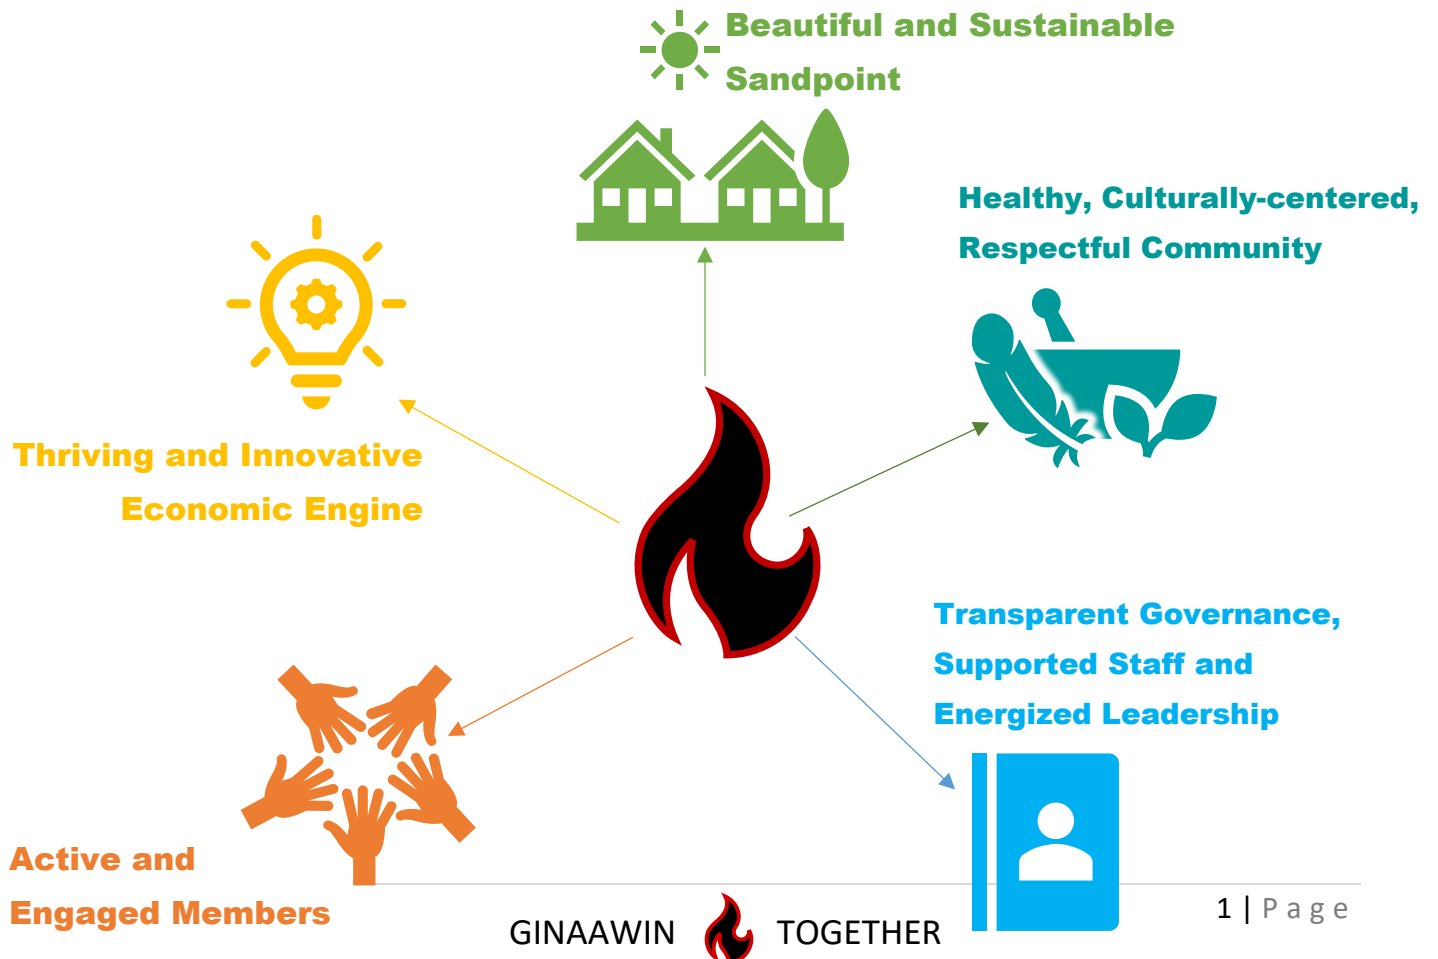 Beautiful and Sustainable
Sandpoint
Healthy, Culturally-centered,
Respectful Community
Thriving and Innovative
Economic Engine
Transparent Governance,
Supported Staff and
Energized Leadership
Active and
Engaged Members
GINAAWIN TOGETHER
1 | Page